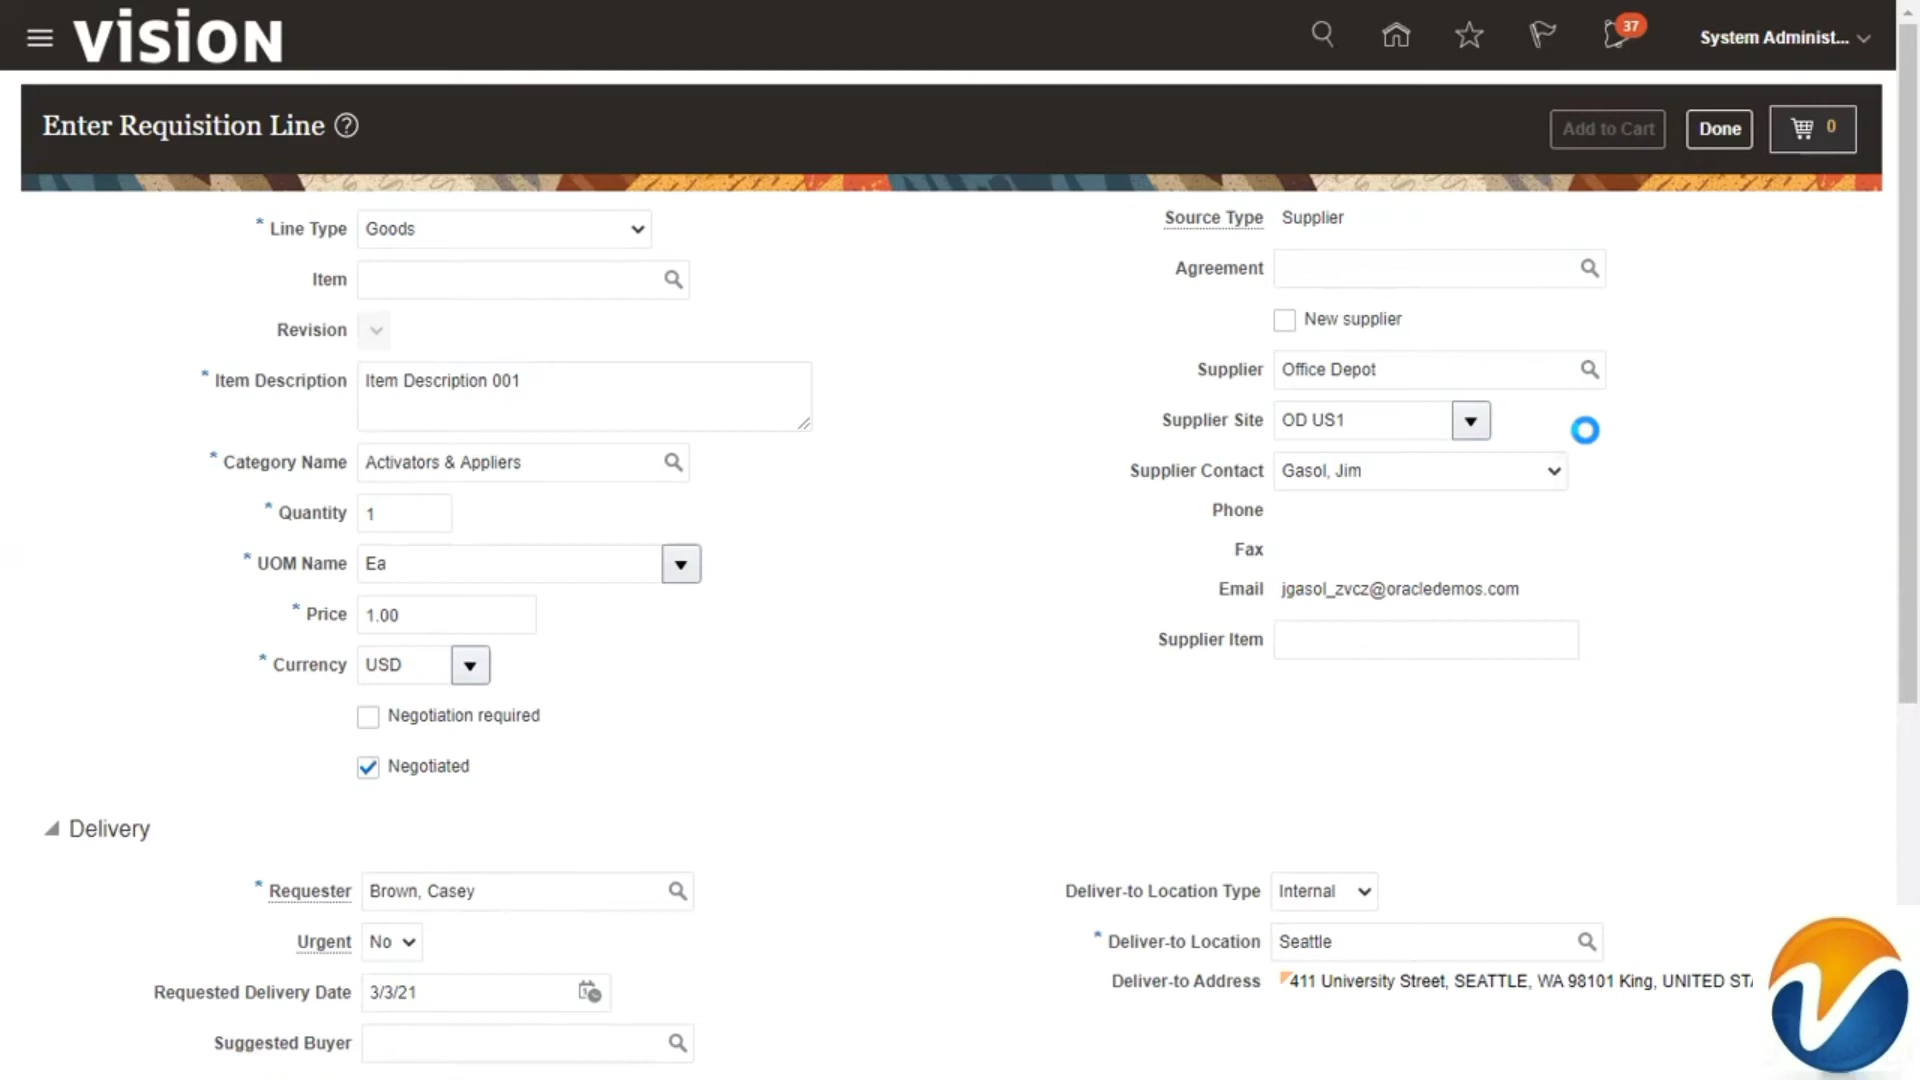 VISION
37
System Administ...
Enter Requisition Line
Add to Cart
Done
0
* Line Type Goods
Item
Revision
* Item Description Item Description 001
* Category Name Activators & Appliers
* Quantity 1
* UOM Name Ea
* Price 1.00
* Currency USD
Negotiation required
Negotiated
Source Type Supplier
Agreement
New supplier
Supplier Office Depot
Supplier Site OD US1
Supplier Contact Gasol, Jim
Phone
Fax
Email jgasol_zvcz@oracledemos.com
Supplier Item
Delivery
* Requester Brown, Casey
Urgent No
Requested Delivery Date 3/3/21
Suggested Buyer
Deliver-to Location Type Internal
* Deliver-to Location Seattle
Deliver-to Address 411 University Street, SEATTLE, WA 98101 King, UNITED